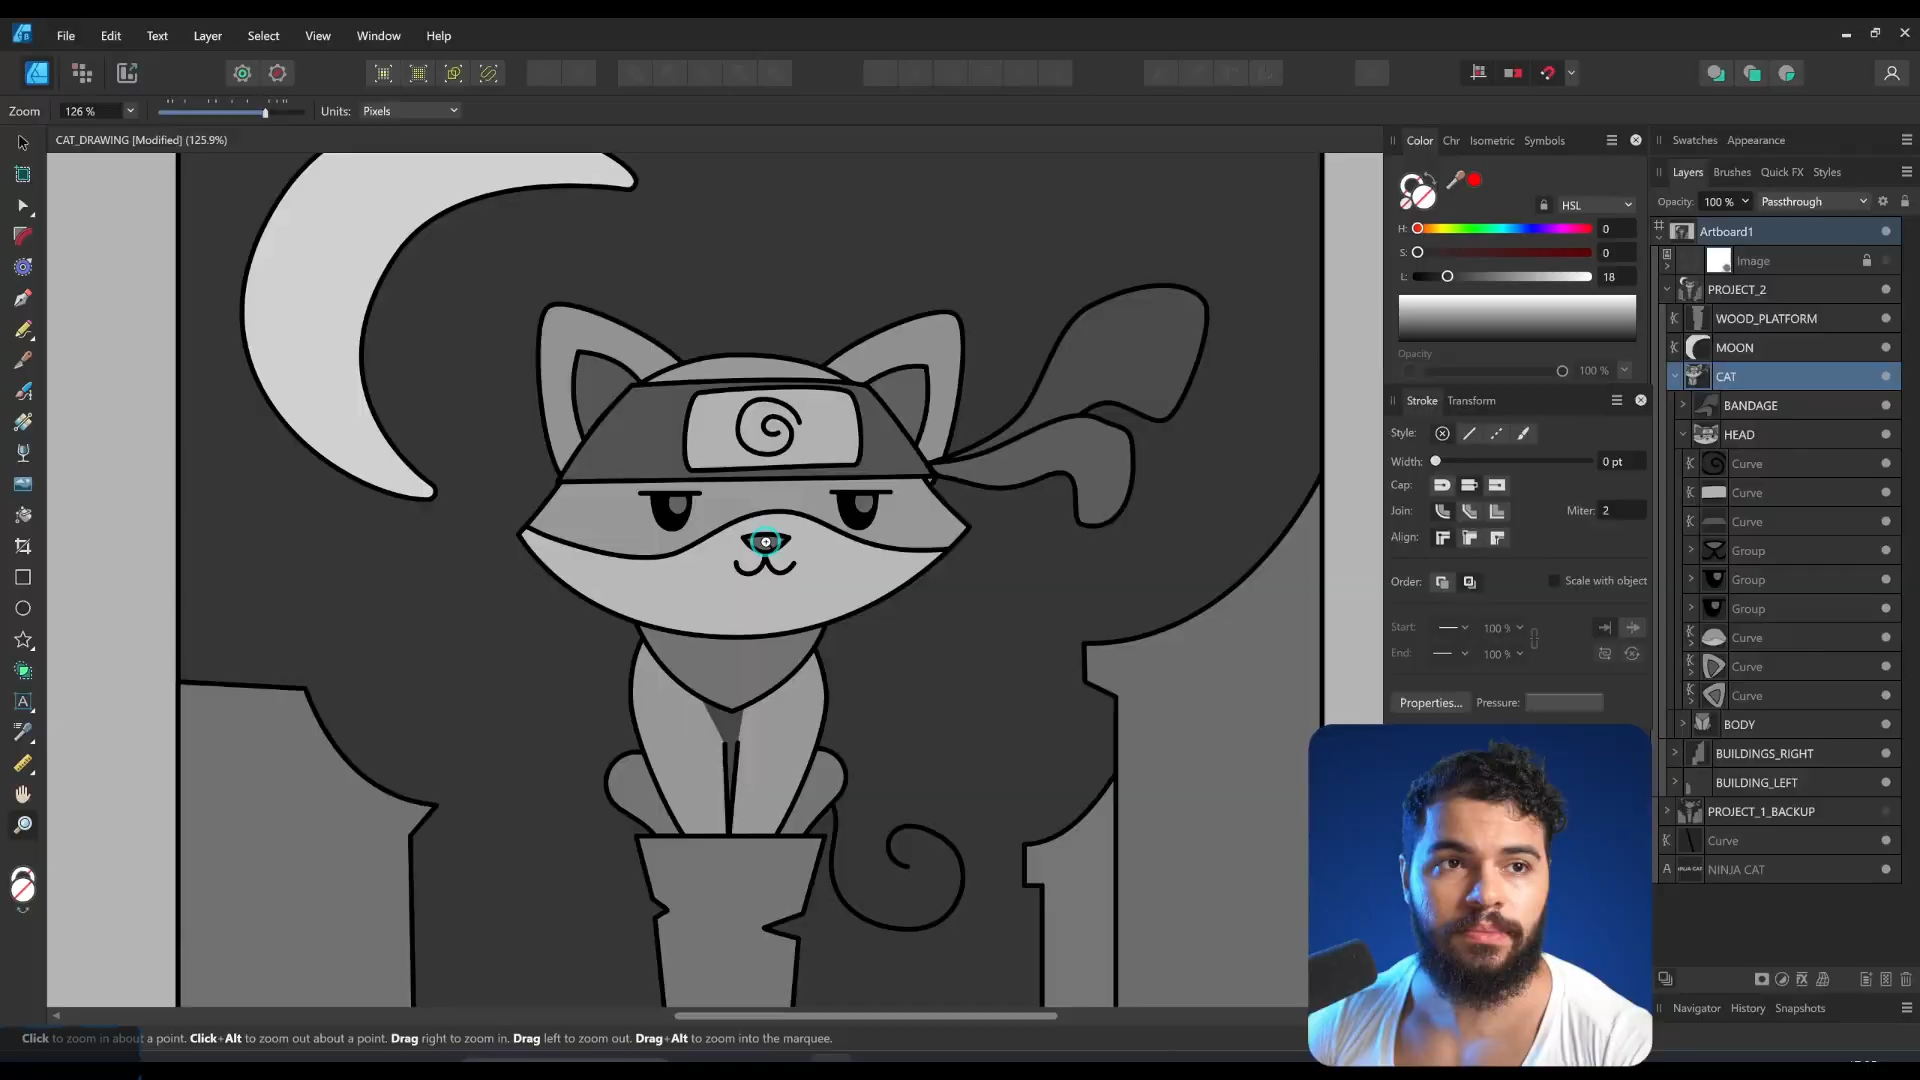 File Edit Text Layer Select View Window Help
Zoom 126 % Units: Pixels
CAT_DRAWING [Modified] (125.9%)
Color Chr Isometric Symbols
HSL
H: 0
S: 0
L: 18
Opacity
100 %
Stroke Transform
Style:
Width: 0 pt
Cap:
Join: Miter: 2
Align:
Order: Scale with object
Start: 100 %
End: 100 %
Properties... Pressure:
Swatches Appearance
Layers Brushes Quick FX Styles
Opacity: 100 % Passthrough
Artboard1
Image
PROJECT_2
WOOD_PLATFORM
MOON
CAT
BANDAGE
HEAD
Curve
Curve
Curve
Group
Group
Group
Curve
Curve
Curve
BODY
BUILDINGS_RIGHT
BUILDING_LEFT
PROJECT_1_BACKUP
Curve
A NINJA CAT NINJA CAT
Navigator History Snapshots
Click to zoom in about a point. Click+Alt to zoom out about a point. Drag right to zoom in. Drag left to zoom out. Drag+Alt to zoom into the marquee.